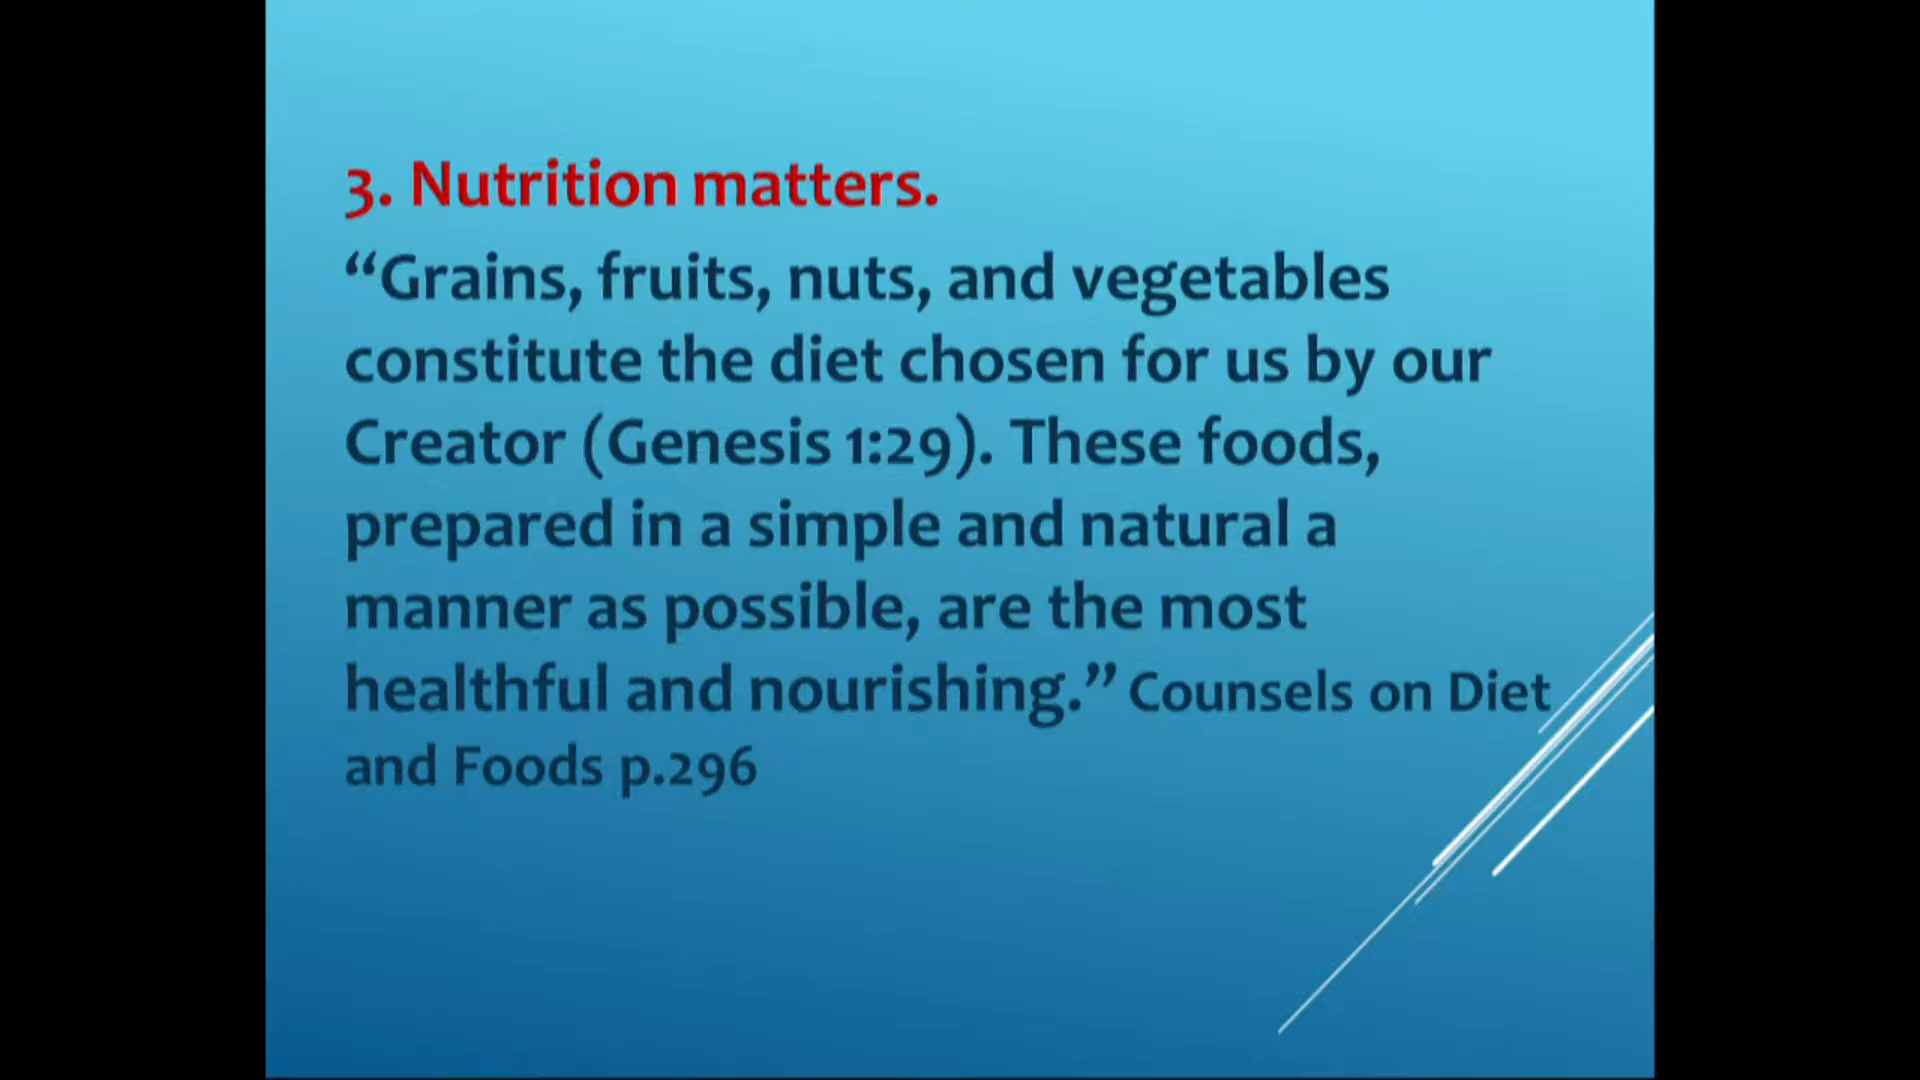 3. Nutrition matters.
“Grains, fruits, nuts, and vegetables
constitute the diet chosen for us by our
Creator (Genesis 1:29). These foods,
prepared in a simple and natural a
manner as possible, are the most
healthful and nourishing.” Counsels on Diet
and Foods p.296